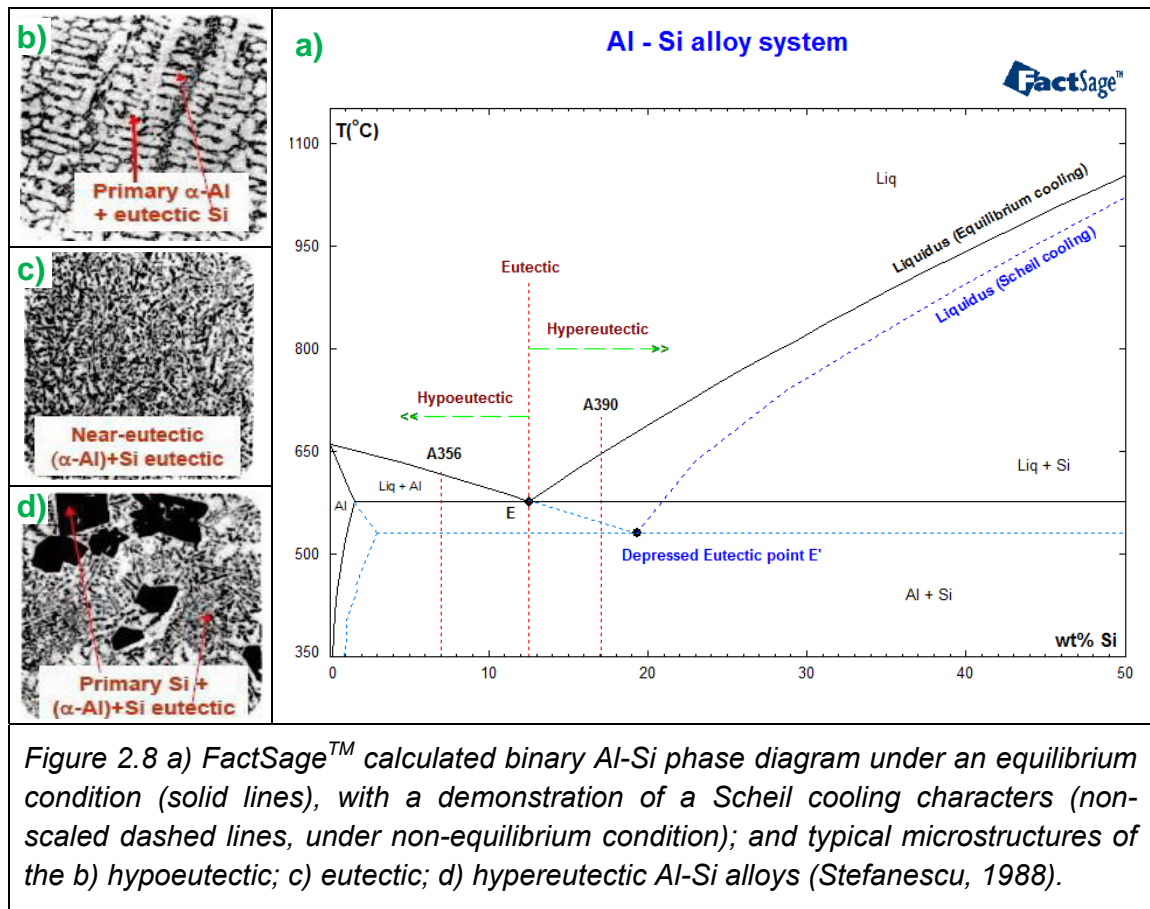 b)
Primary α-Al
+ eutectic Si
c)
Near-eutectic
(α-Al)+Si eutectic
d)
Primary Si +
(α-Al)+Si eutectic
a)
Al - Si alloy system
FactSage™
T(°C)
1100
950
800
650
500
350
Liq
Liquidus (Equilibrium cooling)
Liquidus (Scheil cooling)
Eutectic
Hypereutectic
>>
Hypoeutectic
<<
A390
A356
Liq + Al
Al
E
Liq + Si
Depressed Eutectic point E'
Al + Si
wt% Si
0
10
20
30
40
50
Figure 2.8 a) FactSage™ calculated binary Al-Si phase diagram under an equilibrium
condition (solid lines), with a demonstration of a Scheil cooling characters (non-
scaled dashed lines, under non-equilibrium condition); and typical microstructures of
the b) hypoeutectic; c) eutectic; d) hypereutectic Al-Si alloys (Stefanescu, 1988).